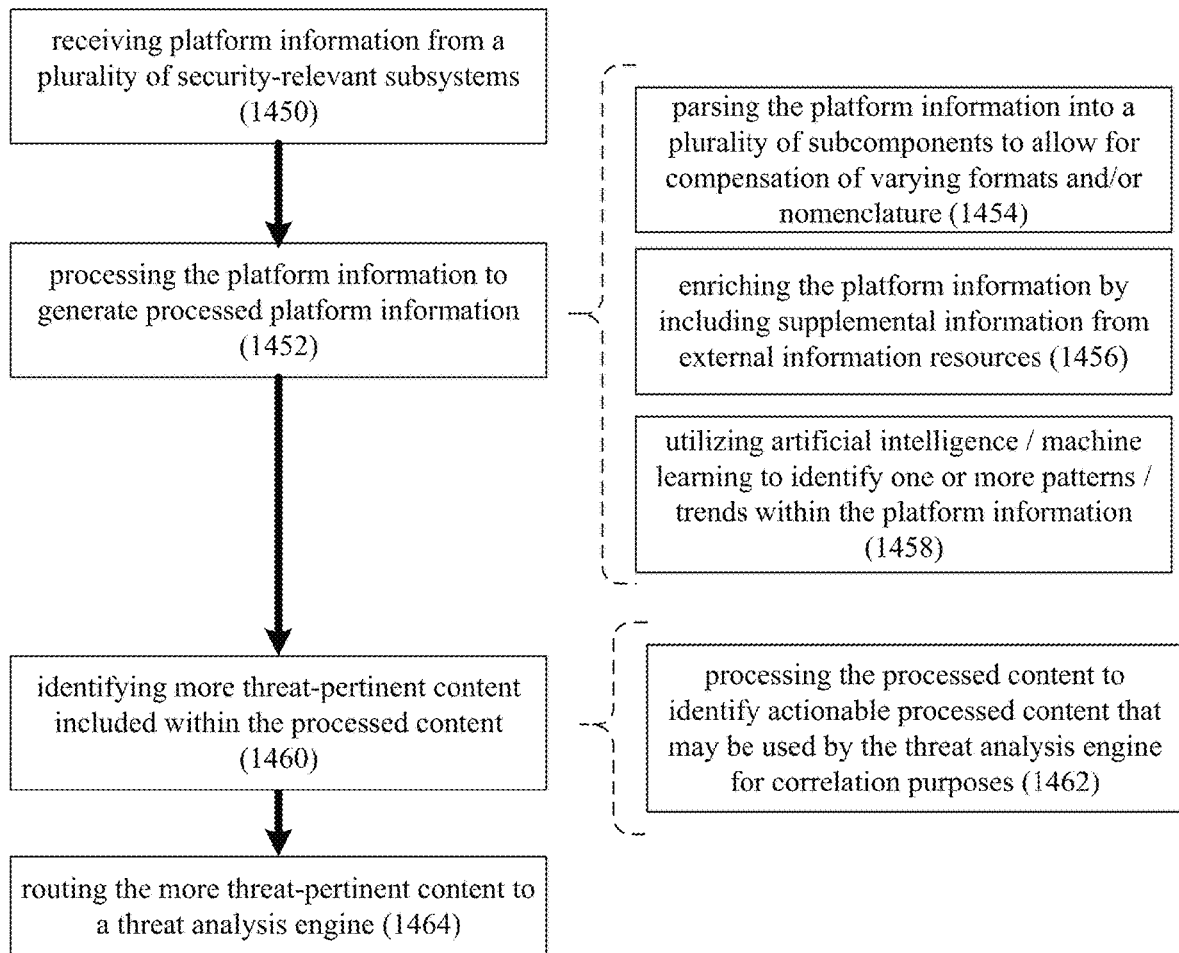 receiving platform information from a
plurality of security-relevant subsystems
(1450)
processing the platform information to
generate processed platform information
(1452)
parsing the platform information into a
plurality of subcomponents to allow for
compensation of varying formats and/or
nomenclature (1454)
enriching the platform information by
including supplemental information from
external information resources (1456)
utilizing artificial intelligence / machine
learning to identify one or more patterns /
trends within the platform information
(1458)
identifying more threat-pertinent content
included within the processed content
(1460)
processing the processed content to
identify actionable processed content that
may be used by the threat analysis engine
for correlation purposes (1462)
routing the more threat-pertinent content to
a threat analysis engine (1464)